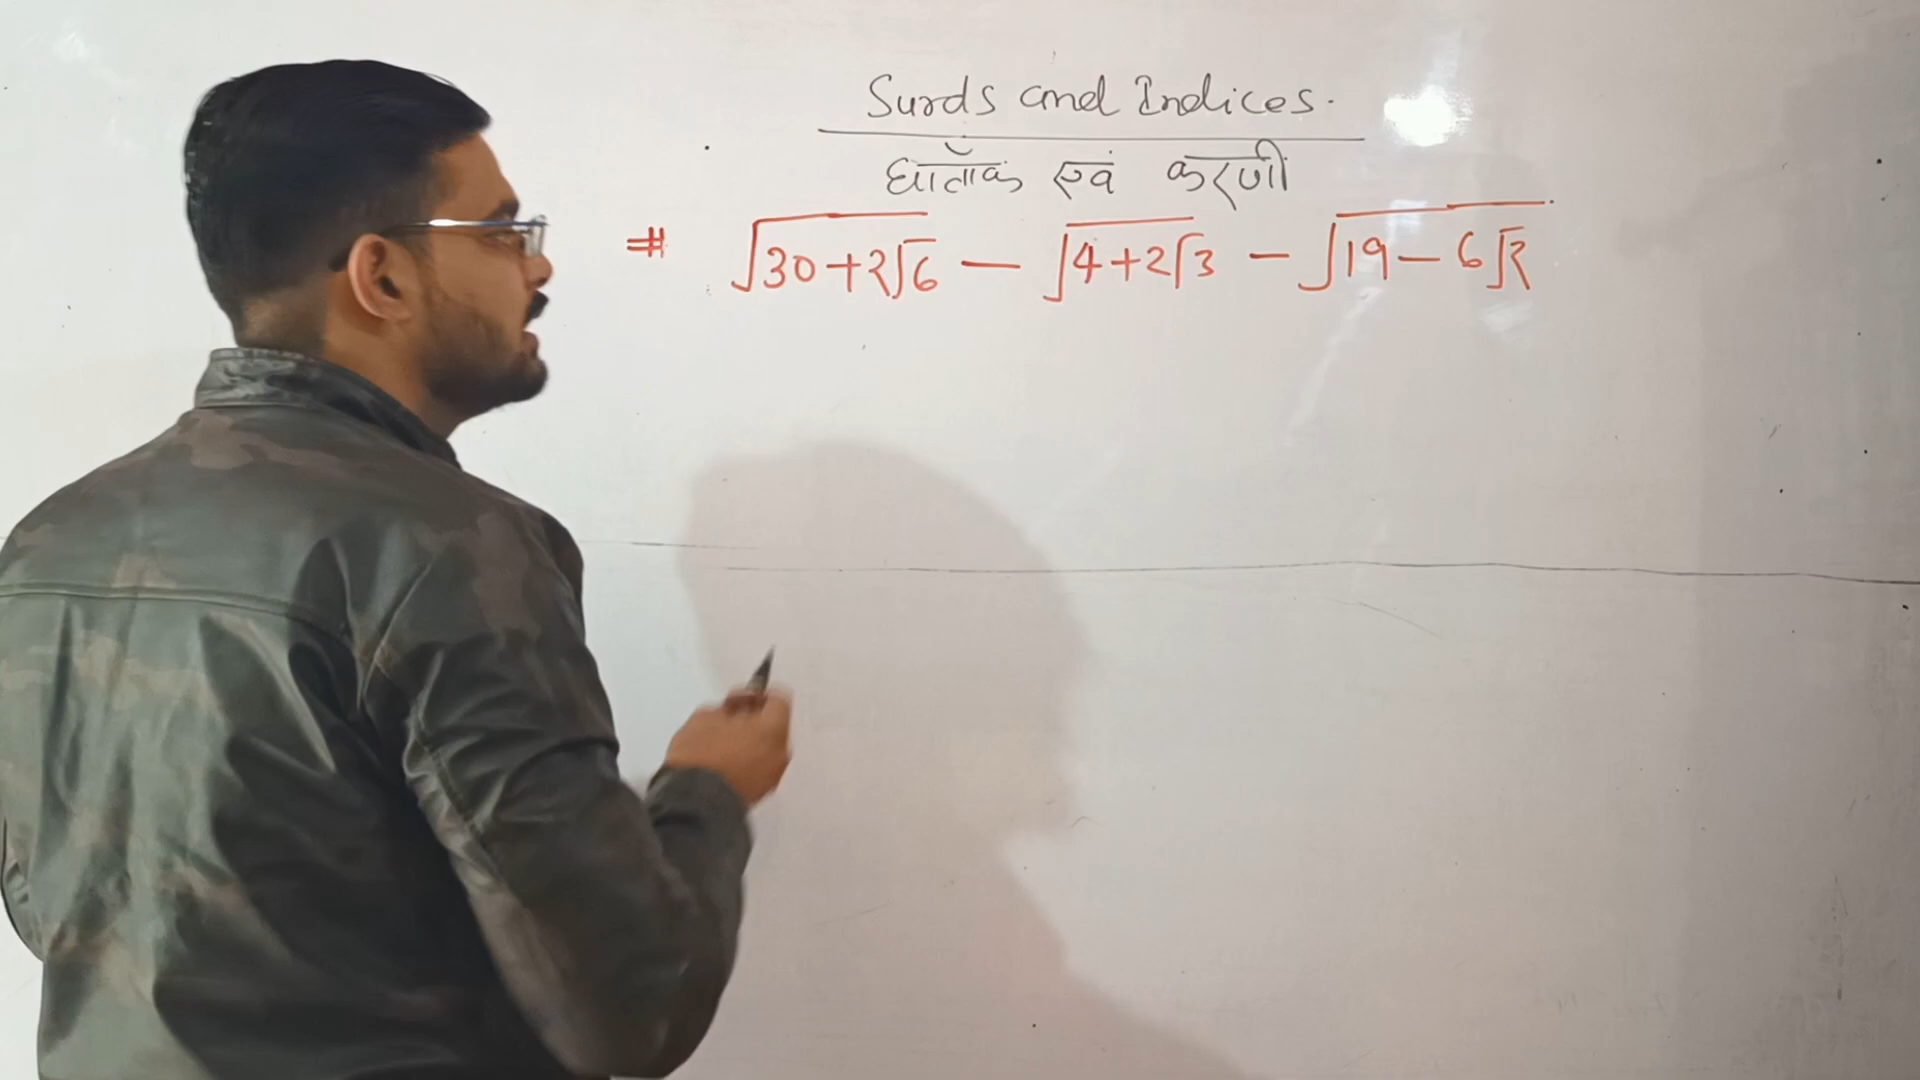 Surds and Indices.
घाताँक एवं करणी
# √30+2√6 — √4+2√3 — √19-6√2